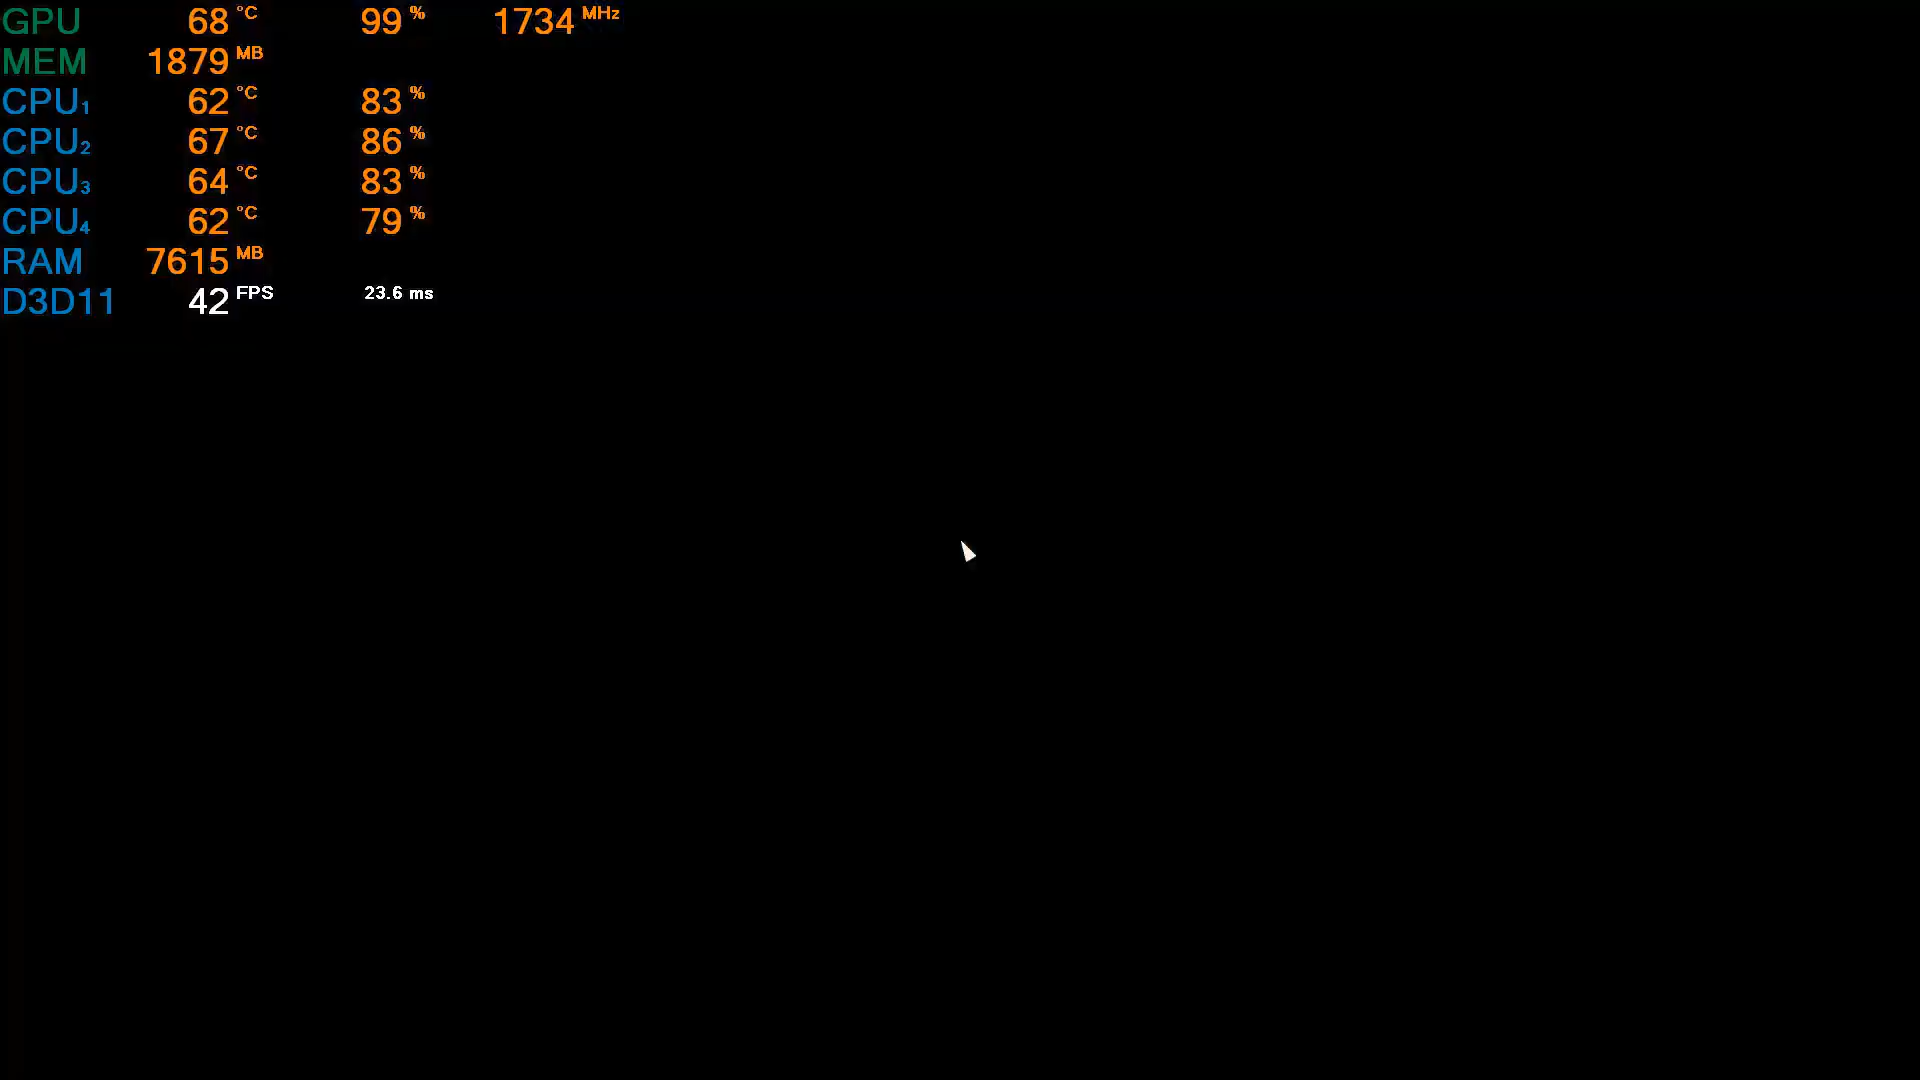 GPU 68 °C 99 % 1734 MHz
MEM 1879 MB
CPU₁ 62 °C 83 %
CPU₂ 67 °C 86 %
CPU₃ 64 °C 83 %
CPU₄ 62 °C 79 %
RAM 7615 MB
D3D11 42 FPS 23.6 ms